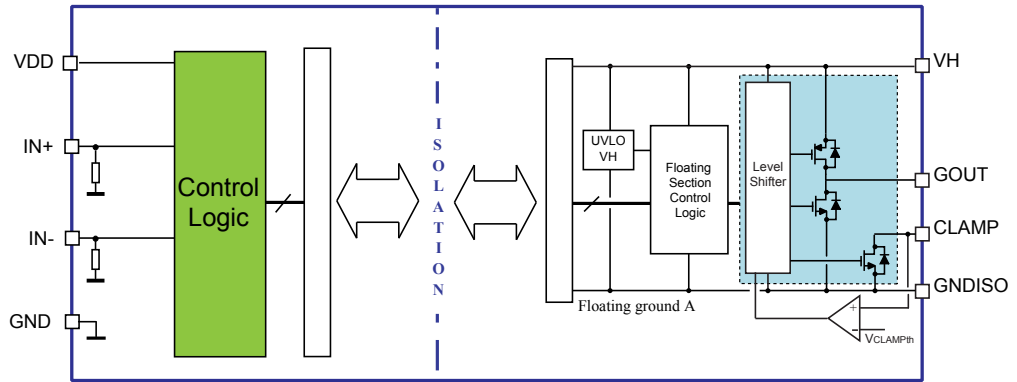 VDD
IN+
IN-
GND
Control
Logic
ISOLATION
UVLO
VH
Floating
Section
Control
Logic
Level
Shifter
VH
GOUT
CLAMP
GNDISO
Floating ground A
+
-
VCLAMPth